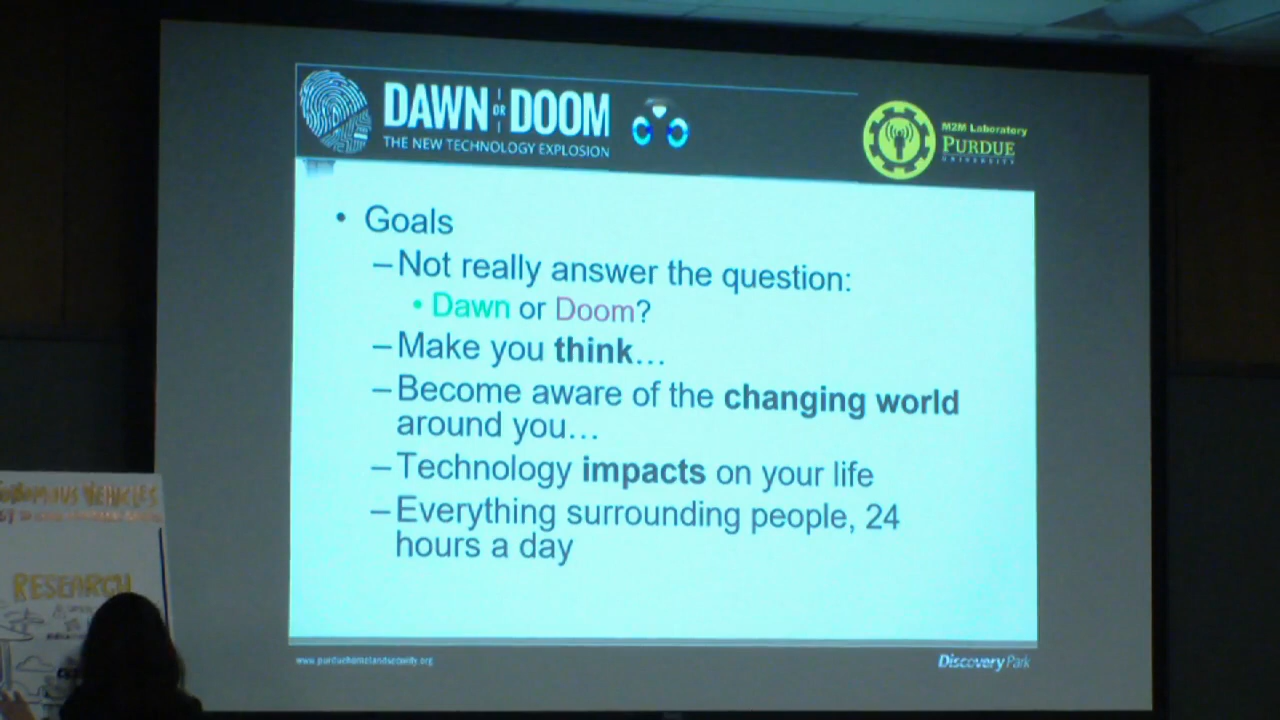 DAWN OR DOOM
THE NEW TECHNOLOGY EXPLOSION
M2M Laboratory
PURDUE
UNIVERSITY
• Goals
–Not really answer the question:
• Dawn or Doom?
–Make you think…
–Become aware of the changing world
around you…
–Technology impacts on your life
–Everything surrounding people, 24
hours a day
www.purduehomelandsecurity.org
Discovery Park
VEHICLES
RESEARCH